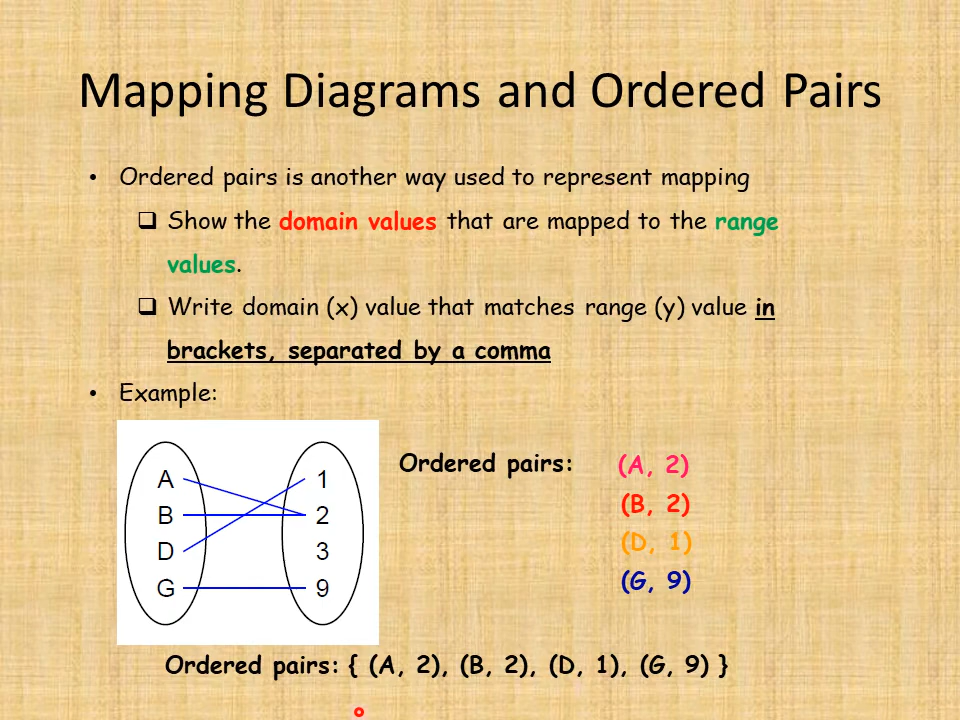 Mapping Diagrams and Ordered Pairs
• Ordered pairs is another way used to represent mapping
❑ Show the domain values that are mapped to the range
values.
❑ Write domain (x) value that matches range (y) value in
brackets, separated by a comma
• Example:
A 1
B 2
D 3
G 9
Ordered pairs: (A, 2)
(B, 2)
(D, 1)
(G, 9)
Ordered pairs: { (A, 2), (B, 2), (D, 1), (G, 9) }